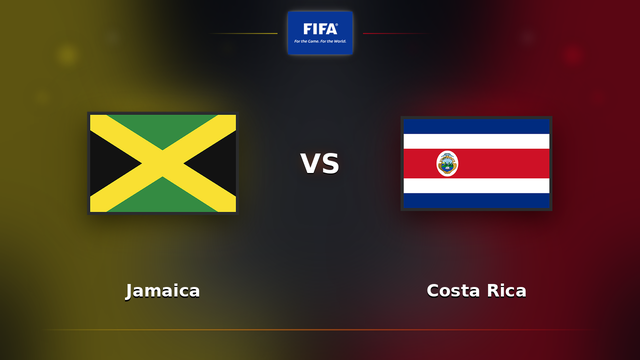 FIFA®
For the Game. For the World.
VS
Jamaica
Costa Rica